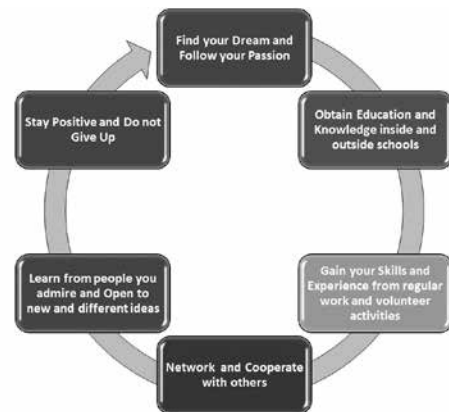 Find your Dream and
Follow your Passion
Obtain Education and
Knowledge inside and
outside schools
Gain your Skills and
Experience from regular
work and volunteer
activities
Network and Cooperate
with others
Learn from people you
admire and Open to
new and different ideas
Stay Positive and Do not
Give Up